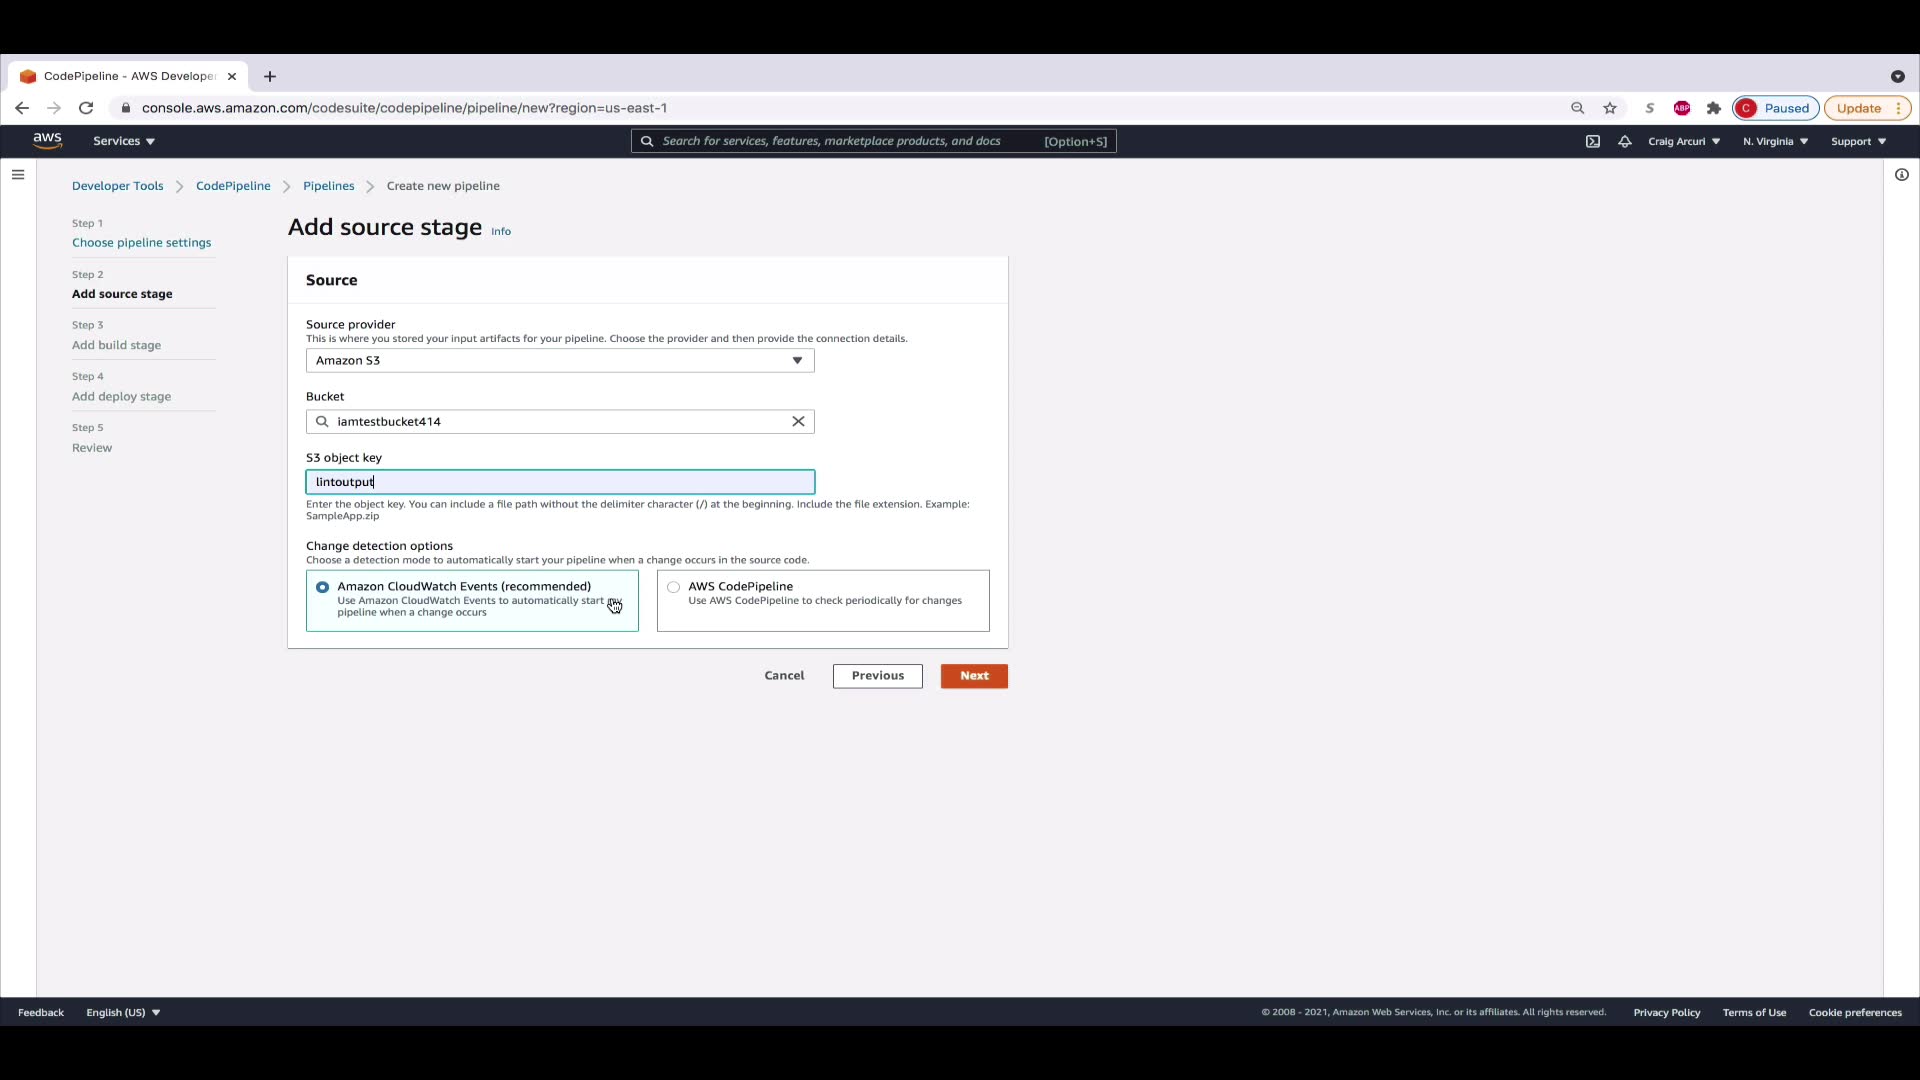 CodePipeline - AWS Develope
console.aws.amazon.com/codesuite/codepipeline/pipeline/new?region=us-east-1
S
ABP
C
Paused
Update
aws
Services
Search for services, features, marketplace products, and docs
[Option+S]
Craig Arcuri
N. Virginia
Support
Developer Tools
CodePipeline
Pipelines
Create new pipeline
Step 1
Choose pipeline settings
Step 2
Add source stage
Step 3
Add build stage
Step 4
Add deploy stage
Step 5
Review
Add source stage Info
Source
Source provider
This is where you stored your input artifacts for your pipeline. Choose the provider and then provide the connection details.
Amazon S3
Bucket
iamtestbucket414
S3 object key
lintoutput
Enter the object key. You can include a file path without the delimiter character (/) at the beginning. Include the file extension. Example:
SampleApp.zip
Change detection options
Choose a detection mode to automatically start your pipeline when a change occurs in the source code.
Amazon CloudWatch Events (recommended)
Use Amazon CloudWatch Events to automatically start my
pipeline when a change occurs
AWS CodePipeline
Use AWS CodePipeline to check periodically for changes
Cancel
Previous
Next
Feedback
English (US)
© 2008 - 2021, Amazon Web Services, Inc. or its affiliates. All rights reserved.
Privacy Policy
Terms of Use
Cookie preferences